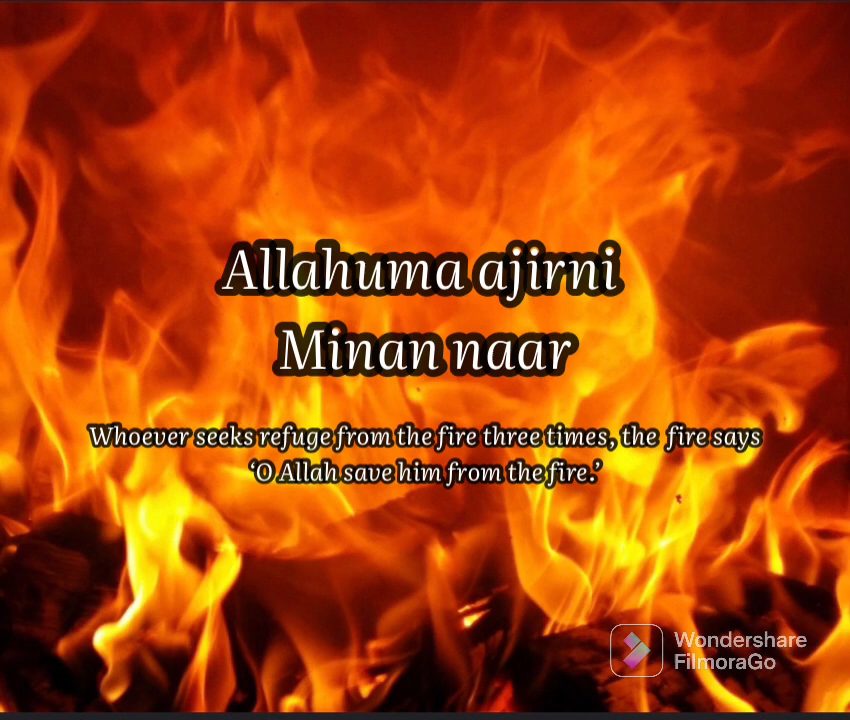 Allahuma ajirni
Minan naar
Whoever seeks refuge from the fire three times, the fire says
‘O Allah save him from the fire.’
Wondershare
FilmoraGo